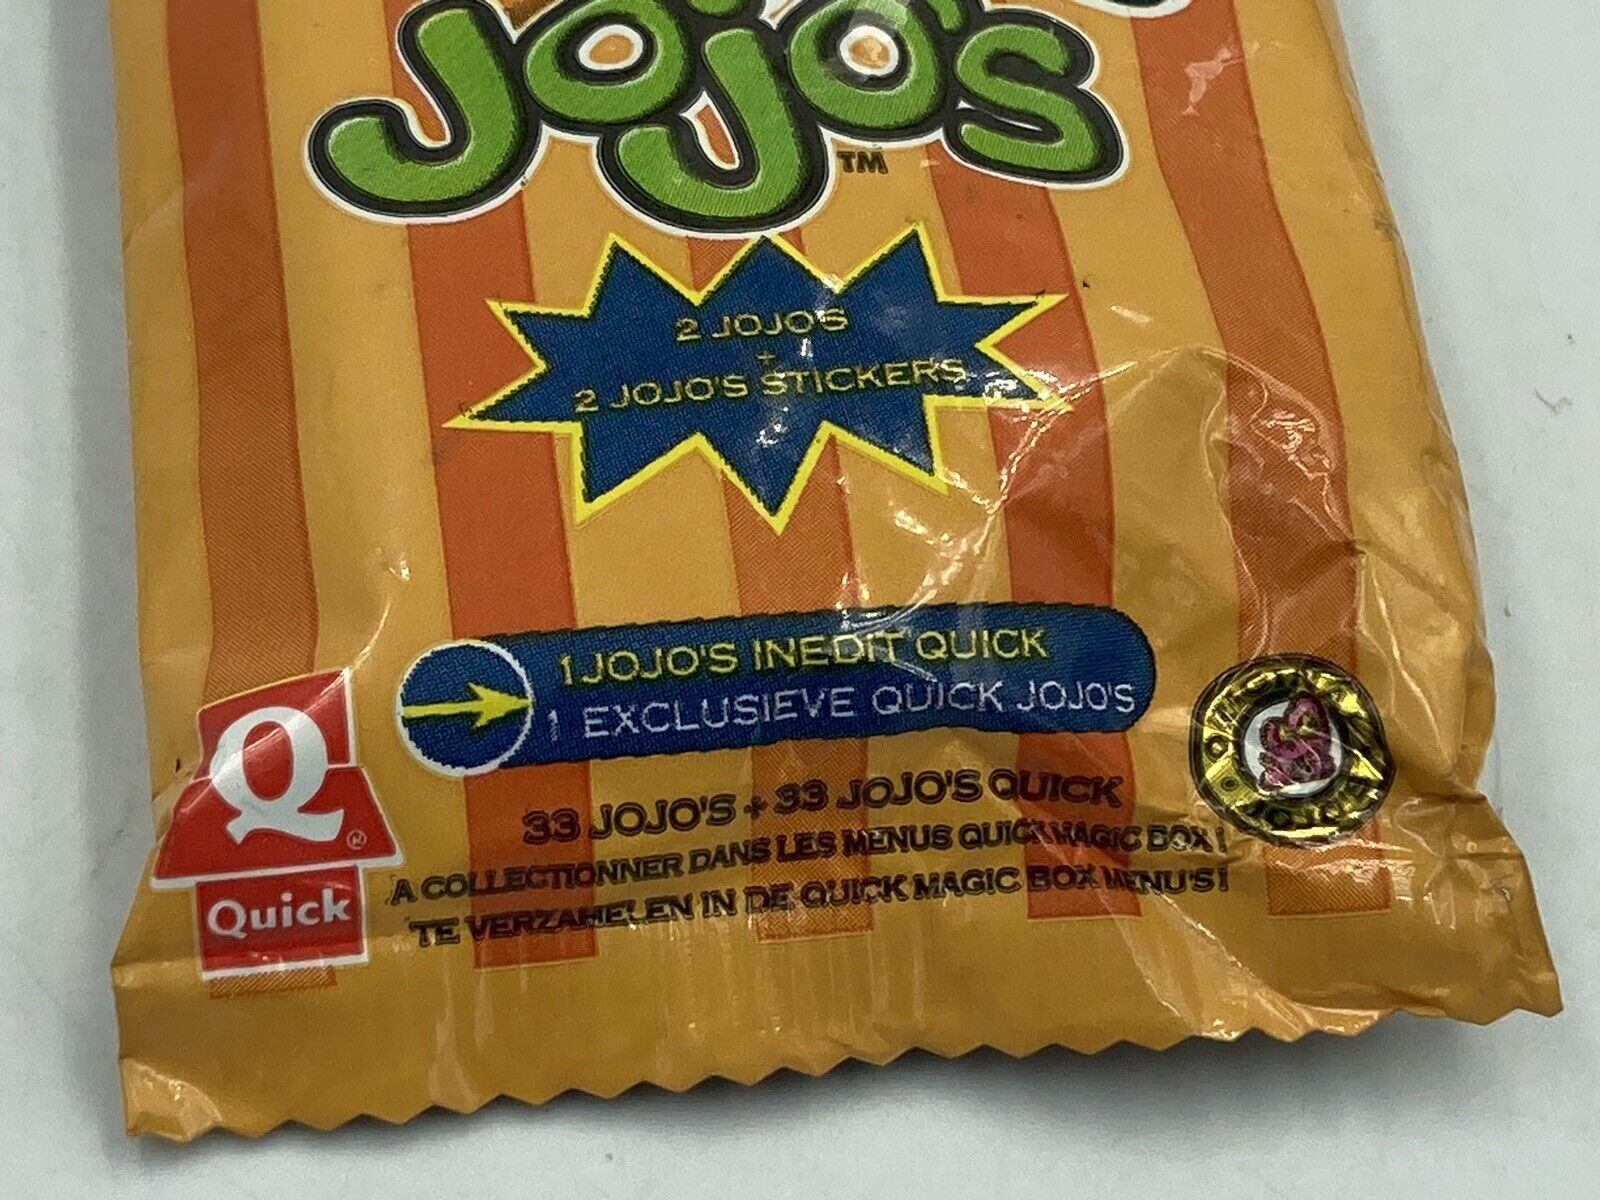 JOJO'S
TM
2 JOJO'S
+
2 JOJO'S STICKERS
1 JOJO'S INEDIT QUICK
1 EXCLUSIEVE QUICK JOJO'S
33 JOJO'S + 33 JOJO'S QUICK
A COLLECTIONNER DANS LES MENUS QUICK MAGIC BOX !
TE VERZAMELEN IN DE QUICK MAGIC BOX MENU'S !
Q
®
Quick